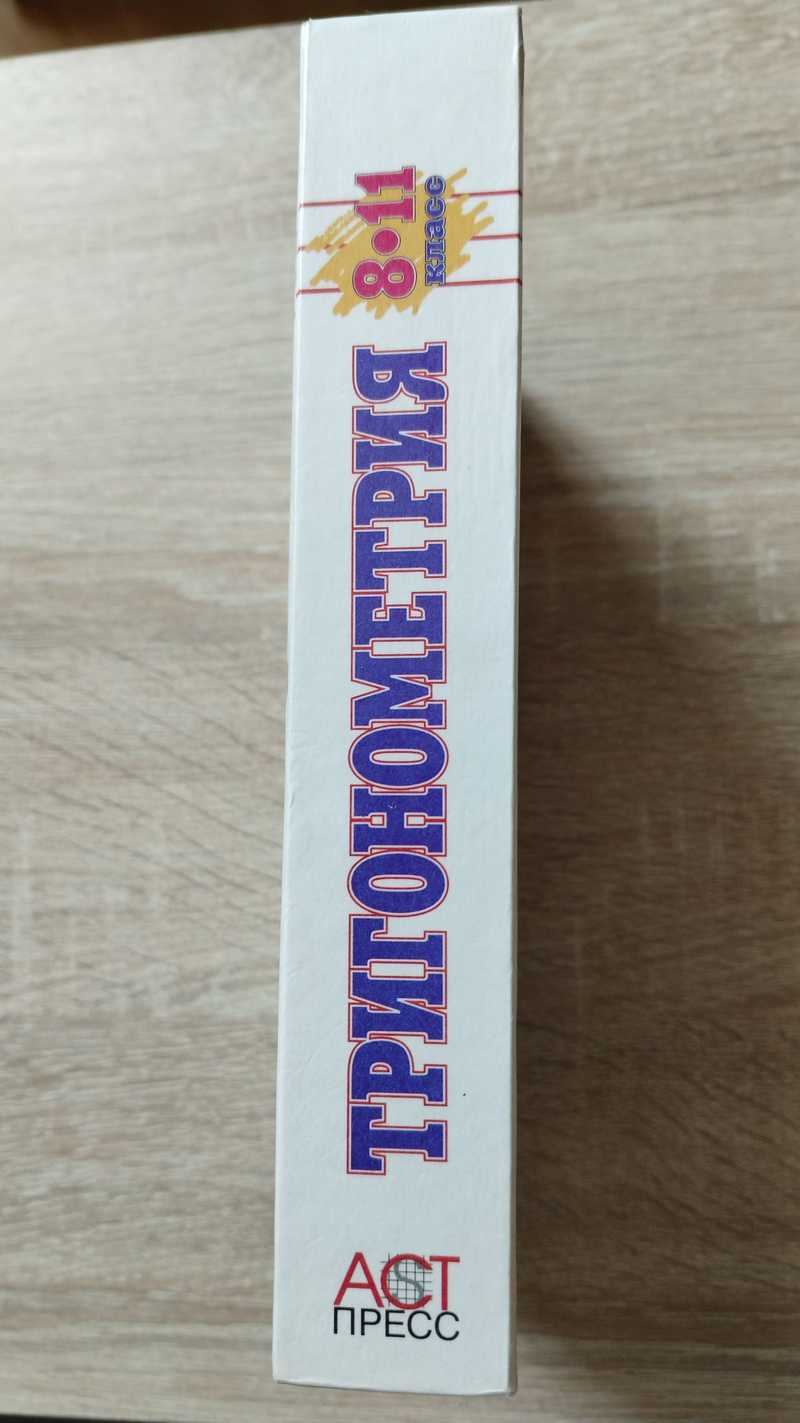 8•11
класс
ТРИГОНОМЕТРИЯ
АСТ
ПРЕСС